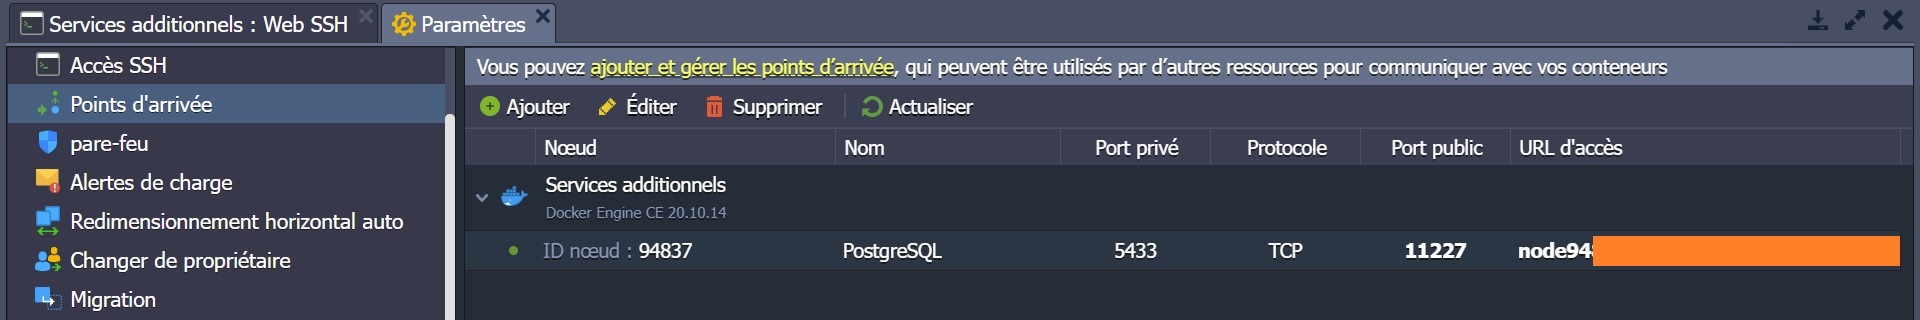 Services additionnels : Web SSH
Paramètres
Accès SSH
Points d'arrivée
pare-feu
Alertes de charge
Redimensionnement horizontal auto
Changer de propriétaire
Migration
Vous pouvez ajouter et gérer les points d'arrivée, qui peuvent être utilisés par d'autres ressources pour communiquer avec vos conteneurs
Ajouter Éditer Supprimer Actualiser
Nœud Nom Port privé Protocole Port public URL d'accès
Services additionnels
Docker Engine CE 20.10.14
ID nœud : 94837 PostgreSQL 5433 TCP 11227 node94